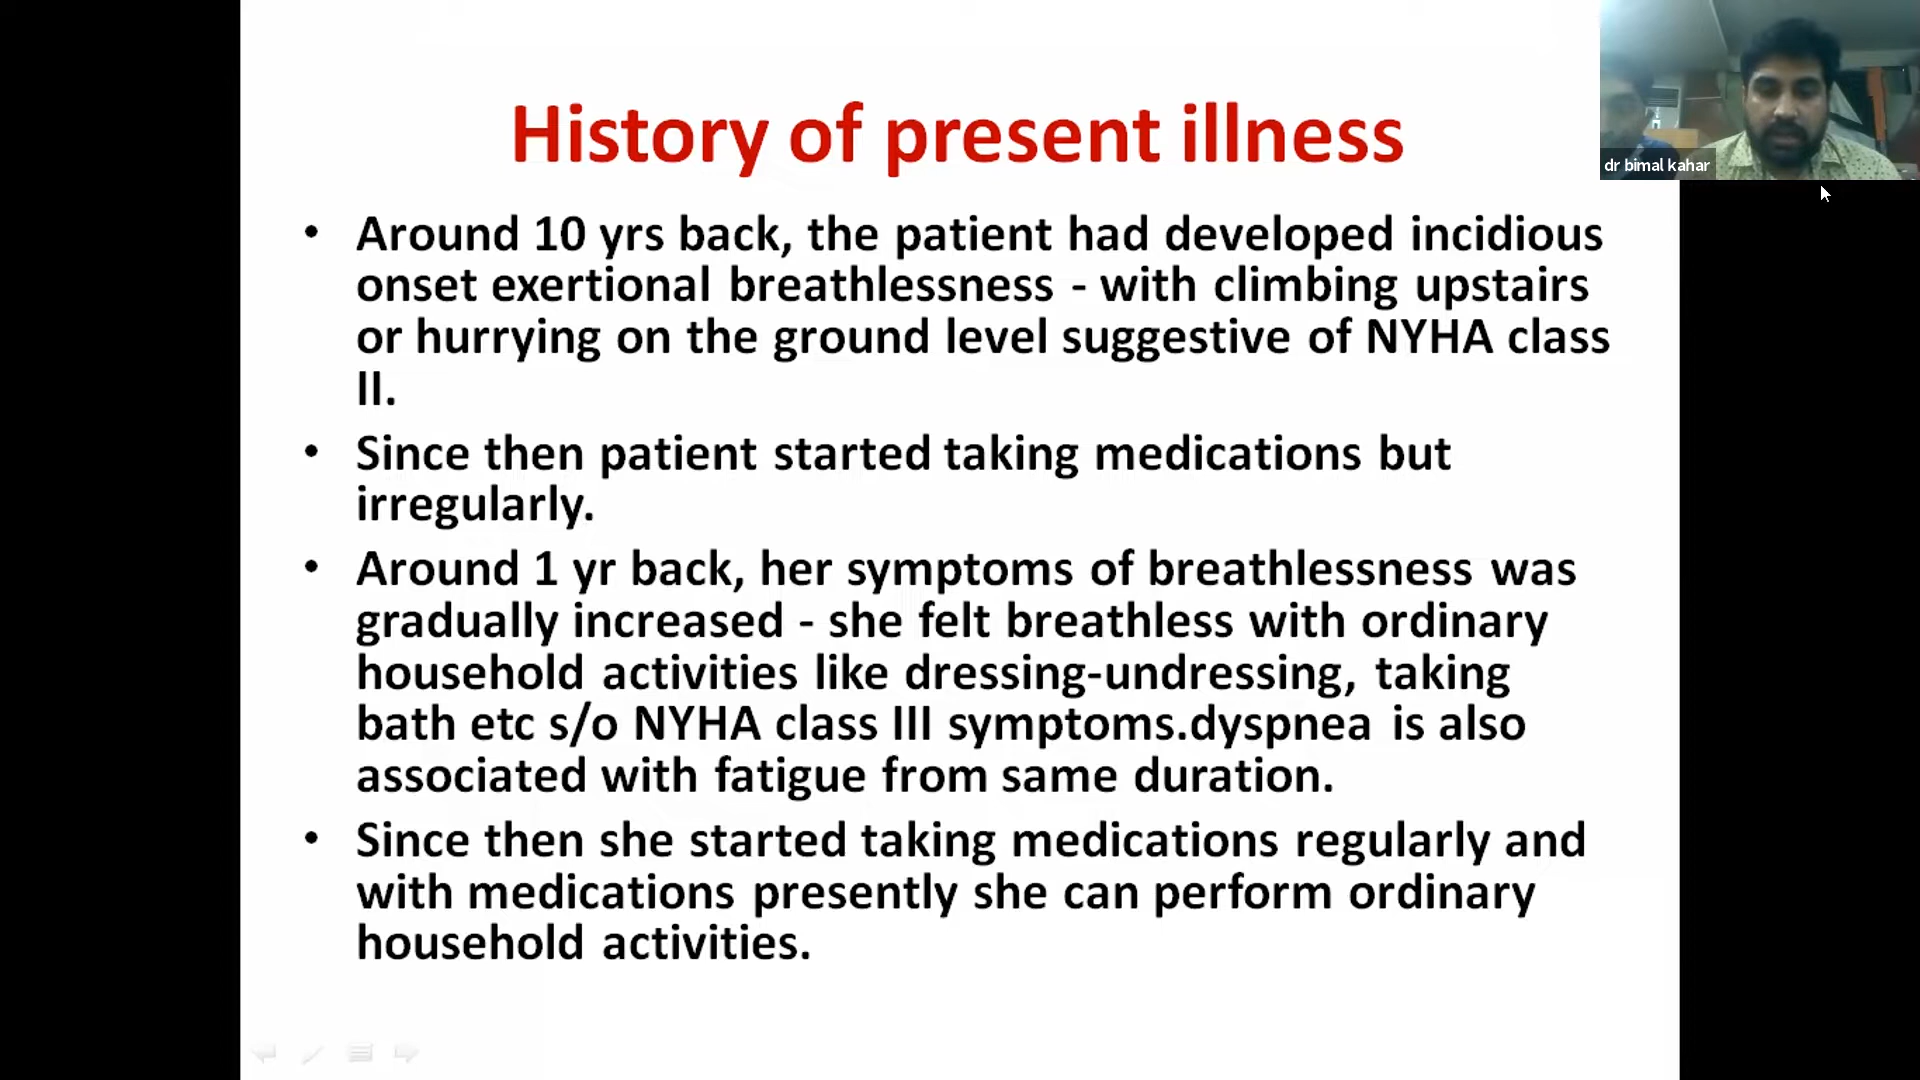 History of present illness
dr bimal kahar
• Around 10 yrs back, the patient had developed incidious
onset exertional breathlessness - with climbing upstairs
or hurrying on the ground level suggestive of NYHA class
II.
• Since then patient started taking medications but
irregularly.
• Around 1 yr back, her symptoms of breathlessness was
gradually increased - she felt breathless with ordinary
household activities like dressing-undressing, taking
bath etc s/o NYHA class III symptoms.dyspnea is also
associated with fatigue from same duration.
• Since then she started taking medications regularly and
with medications presently she can perform ordinary
household activities.